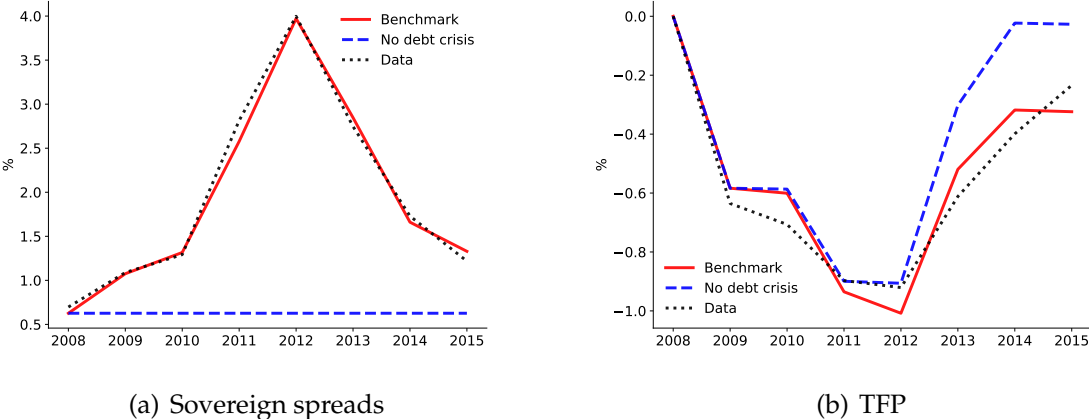 4.0
3.5
3.0
2.5
2.0
1.5
1.0
0.5
%
Benchmark
No debt crisis
Data
2008 2009 2010 2011 2012 2013 2014 2015
(a) Sovereign spreads
0.0
−0.2
−0.4
−0.6
−0.8
−1.0
%
Benchmark
No debt crisis
Data
2008 2009 2010 2011 2012 2013 2014 2015
(b) TFP